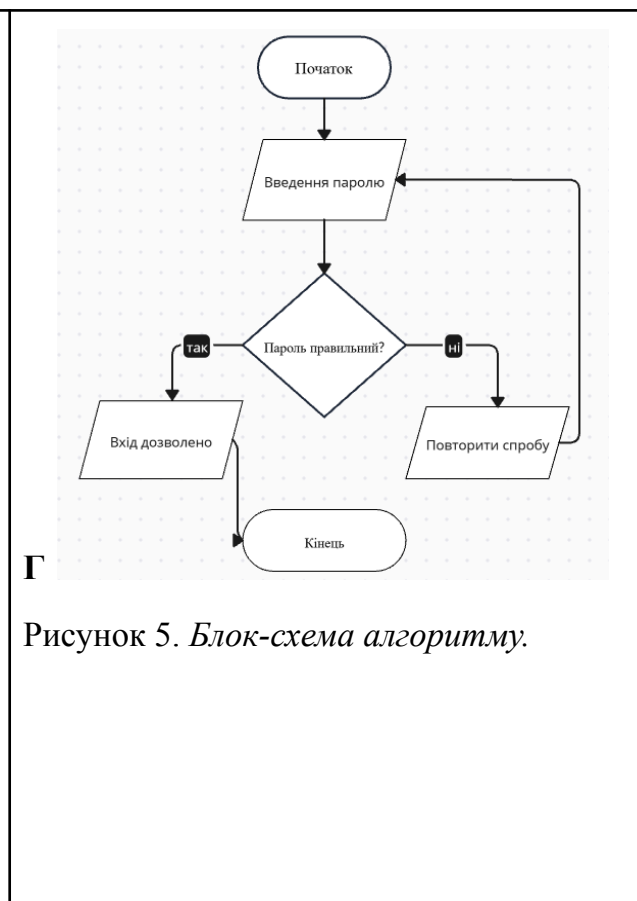 Початок
Введення паролю
Пароль правильний?
так
ні
Вхід дозволено
Повторити спробу
Кінець
Г
Рисунок 5. Блок-схема алгоритму.